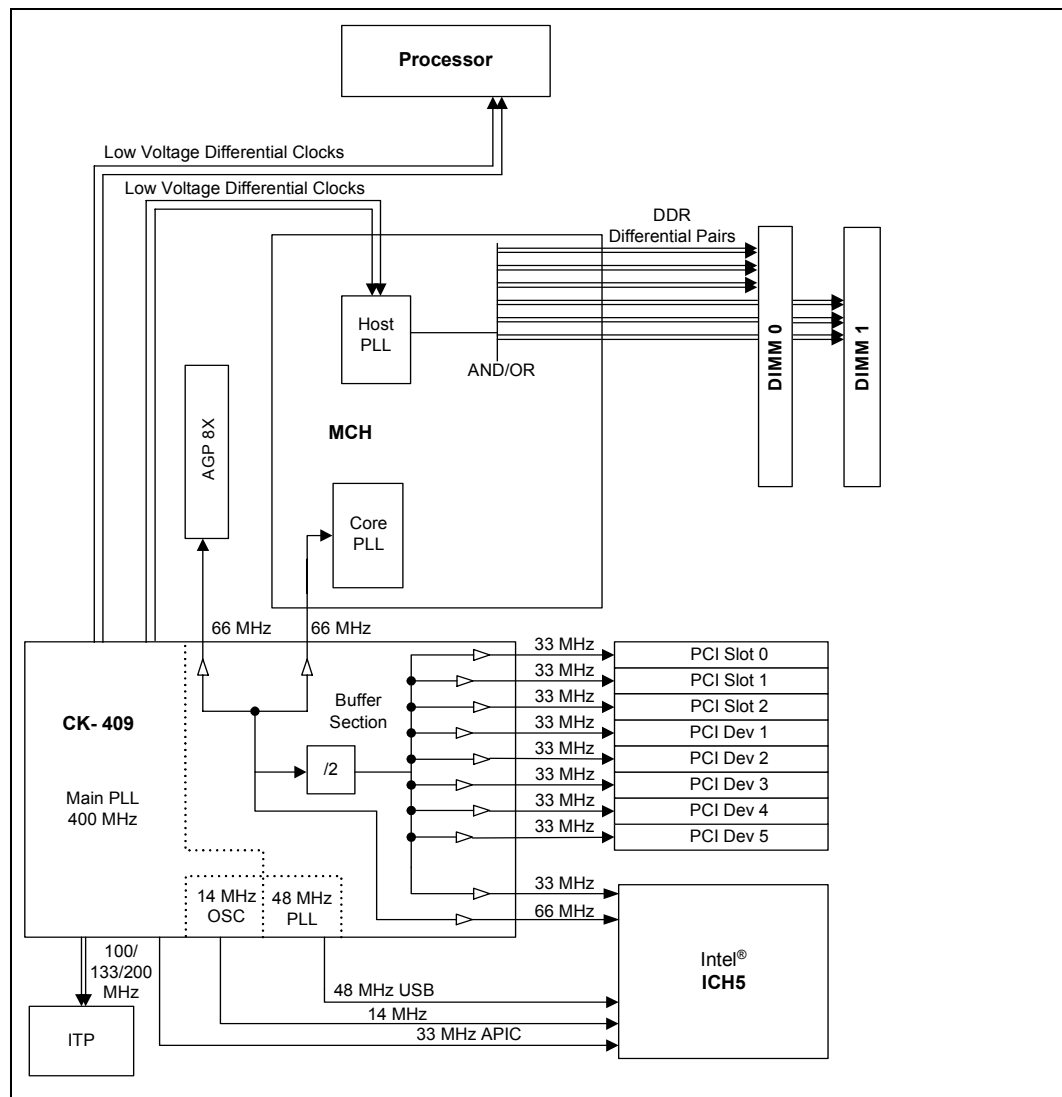 Processor
Low Voltage Differential Clocks
Low Voltage Differential Clocks
DDR
Differential Pairs
Host
PLL
AND/OR
DIMM 0
DIMM 1
MCH
AGP 8X
Core
PLL
66 MHz
66 MHz
CK- 409
Main PLL
400 MHz
Buffer
Section
/2
33 MHz
PCI Slot 0
33 MHz
PCI Slot 1
33 MHz
PCI Slot 2
33 MHz
PCI Dev 1
33 MHz
PCI Dev 2
33 MHz
PCI Dev 3
33 MHz
PCI Dev 4
33 MHz
PCI Dev 5
14 MHz
OSC
48 MHz
PLL
33 MHz
66 MHz
Intel®
ICH5
100/
133/200
MHz
48 MHz USB
14 MHz
33 MHz APIC
ITP